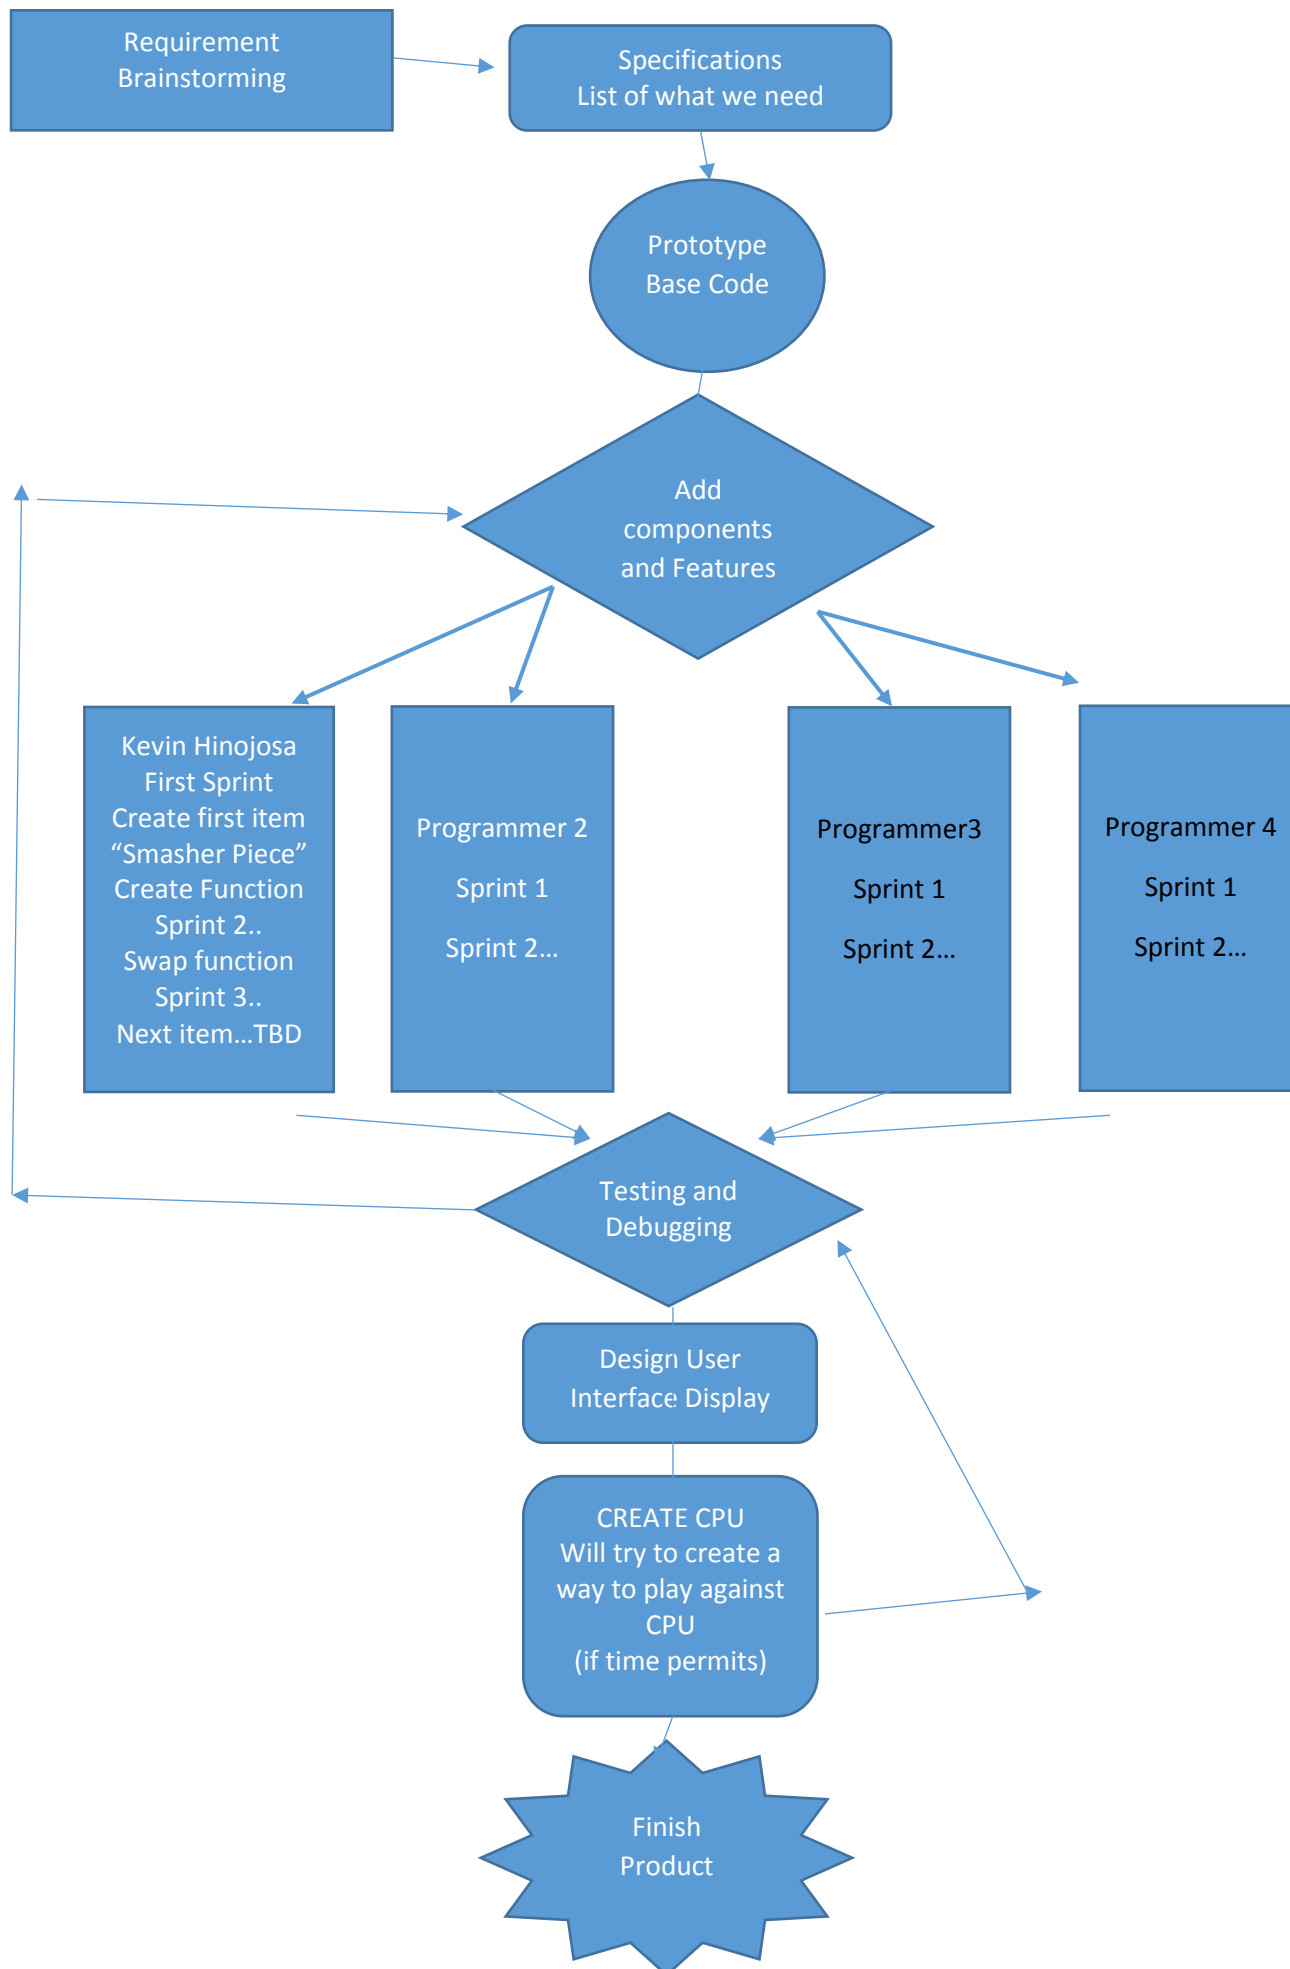 Requirement
Brainstorming
Specifications
List of what we need
Prototype
Base Code
Add
components
and Features
Kevin Hinojosa
First Sprint
Create first item
“Smasher Piece”
Create Function
Sprint 2..
Swap function
Sprint 3..
Next item...TBD
Programmer 2
Sprint 1
Sprint 2...
Programmer3
Sprint 1
Sprint 2...
Programmer 4
Sprint 1
Sprint 2...
Testing and
Debugging
Design User
Interface Display
CREATE CPU
Will try to create a
way to play against
CPU
(if time permits)
Finish
Product